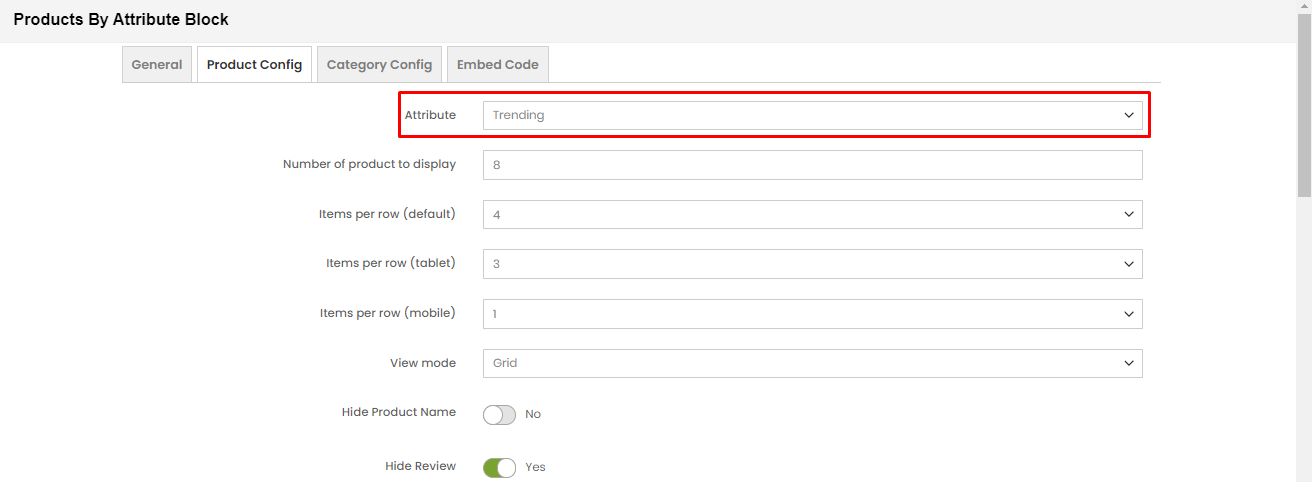 Products By Attribute Block
General Product Config Category Config Embed Code
Attribute Trending
Number of product to display 8
Items per row (default) 4
Items per row (tablet) 3
Items per row (mobile) 1
View mode Grid
Hide Product Name No
Hide Review Yes